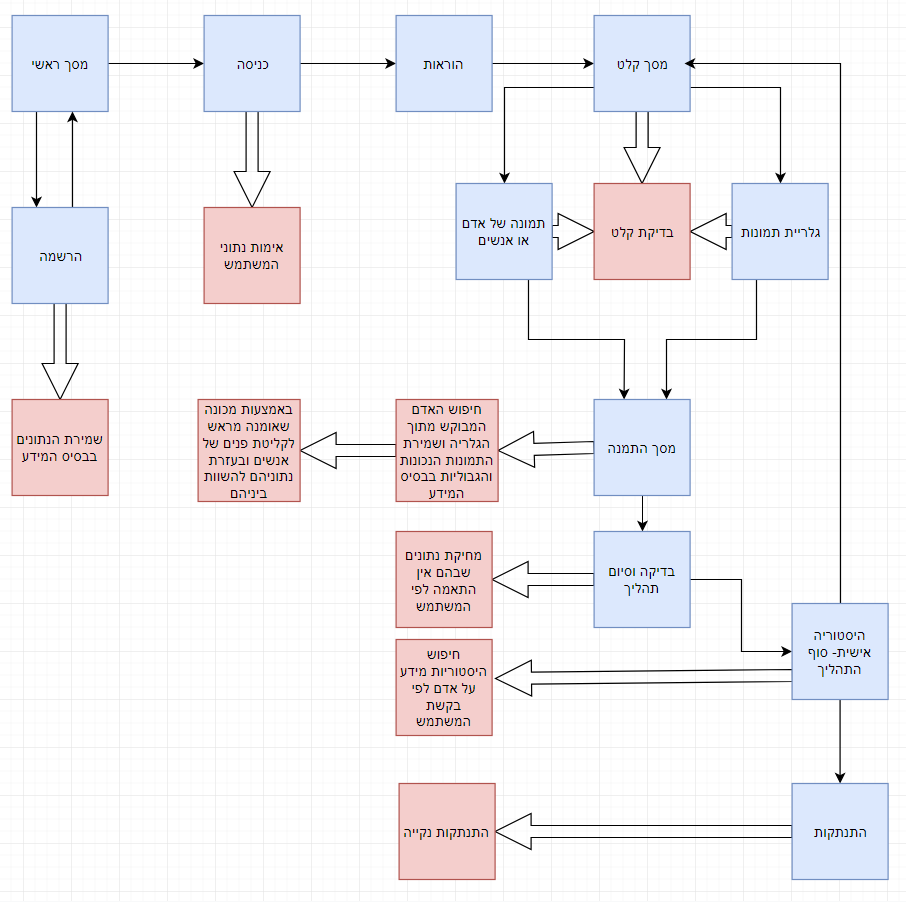 מסך ראשי
כניסה
הוראות
מסך קלט
תמונה של אדם
או אנשים
בדיקת קלט
גלריית תמונות
הרשמה
אימות נתוני
המשתמש
שמירת הנתונים
בבסיס המידע
באמצעות מכונה
שאומנה מראש
לקליטת פנים של
אנשים ובעזרת
נתוניהם להשוות
ביניהם
חיפוש האדם
המבוקש מתוך
הגלריה ושמירת
התמונות הנכונות
והגבוליות בבסיס
המידע
מסך התמנה
מחיקת נתונים
שבהם אין
התאמה לפי
המשתמש
בדיקה וסיום
תהליך
היסטוריה
אישית- סוף
התהליך
חיפוש
היסטוריות מידע
על אדם לפי
בקשת
המשתמש
התנתקות נקייה
התנתקות